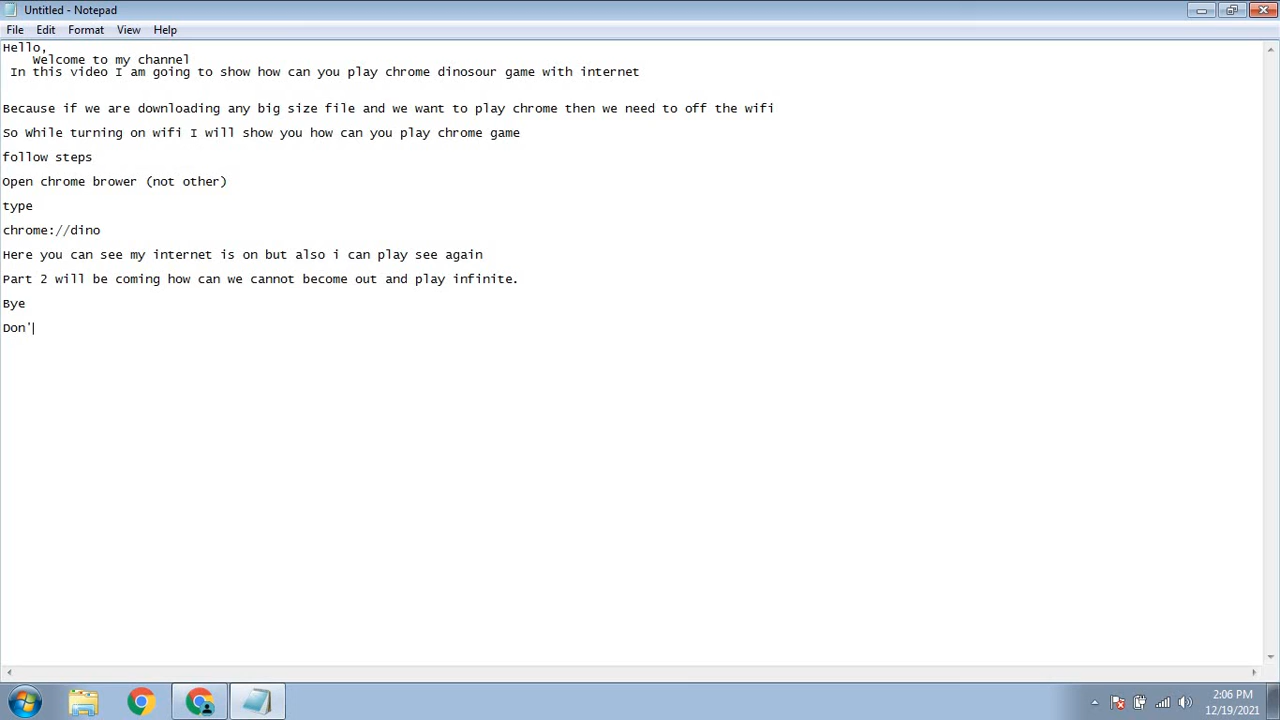 Untitled - Notepad
File Edit Format View Help
Hello,
Welcome to my channel
In this video I am going to show how can you play chrome dinosour game with internet
Because if we are downloading any big size file and we want to play chrome then we need to off the wifi
So While turning on wifi I will show you how can you play chrome game
follow steps
Open chrome brower (not other)
type
chrome://dino
Here you can see my internet is on but also i can play see again
Part 2 will be coming how can we cannot become out and play infinite.
Bye
Don'
2:06 PM
12/19/2021